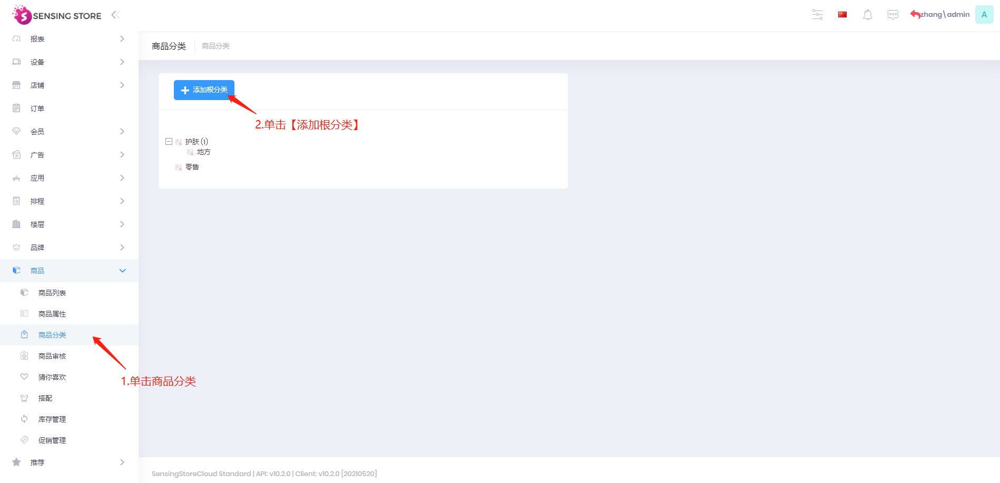 SENSING STORE
zhang\admin
A
报表
设备
店铺
订单
会员
广告
应用
排程
楼层
品牌
商品
商品列表
商品属性
商品分类
商品审核
猜你喜欢
搭配
库存管理
促销管理
推荐
1.单击商品分类
商品分类
商品分类
添加根分类
2.单击【添加根分类】
护肤 (1)
地方
零售
SensingStoreCloud Standard | API: v10.2.0 | Client: v10.2.0 [20210520]